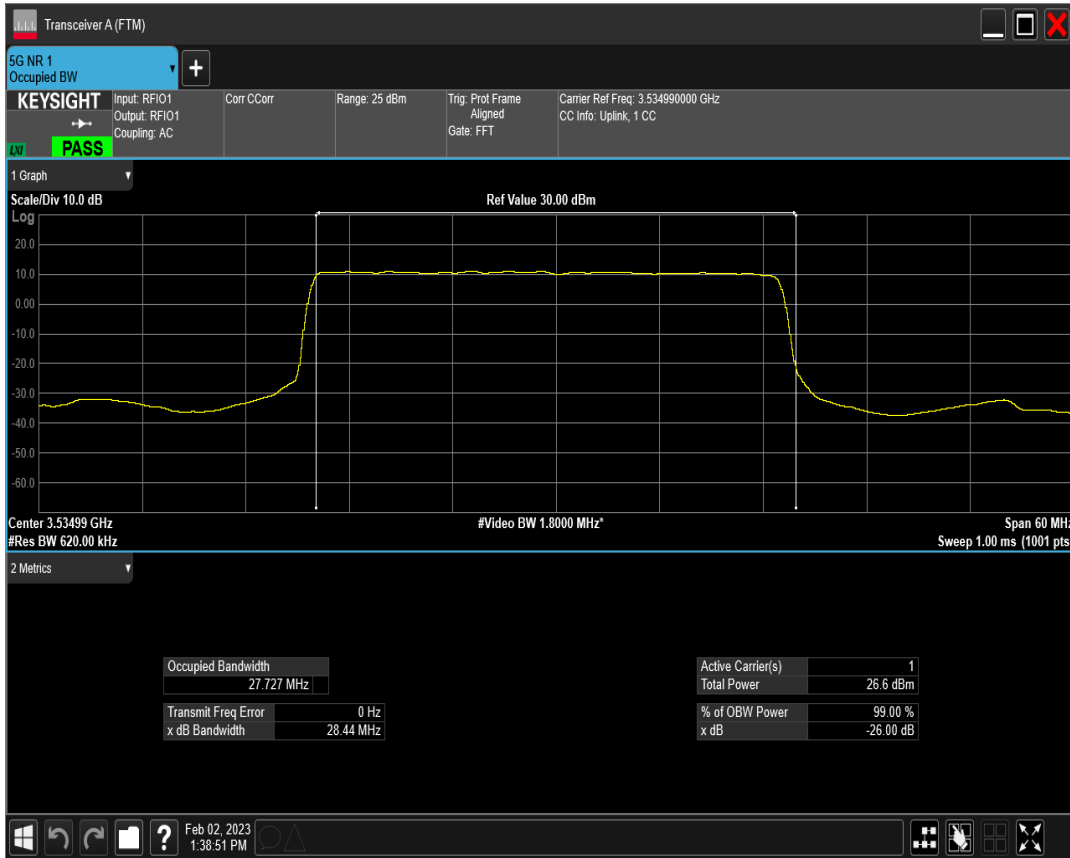 Transceiver A (FTM)
5G NR 1
Occupied BW
+
KEYSIGHT
LXI
PASS
Input: RFIO1
Output: RFIO1
Coupling: AC
Corr CCorr
Range: 25 dBm
Trig: Prot Frame
Aligned
Gate: FFT
Carrier Ref Freq: 3.534990000 GHz
CC Info: Uplink, 1 CC
1 Graph
Scale/Div 10.0 dB
Ref Value 30.00 dBm
Log
20.0
10.0
0.00
-10.0
-20.0
-30.0
-40.0
-50.0
-60.0
Center 3.53499 GHz
#Video BW 1.8000 MHz*
Span 60 MHz
#Res BW 620.00 kHz
Sweep 1.00 ms (1001 pts
2 Metrics
Occupied Bandwidth
27.727 MHz
Transmit Freq Error 0 Hz
x dB Bandwidth 28.44 MHz
Active Carrier(s) 1
Total Power 26.6 dBm
% of OBW Power 99.00 %
x dB -26.00 dB
?
Feb 02, 2023
1:38:51 PM